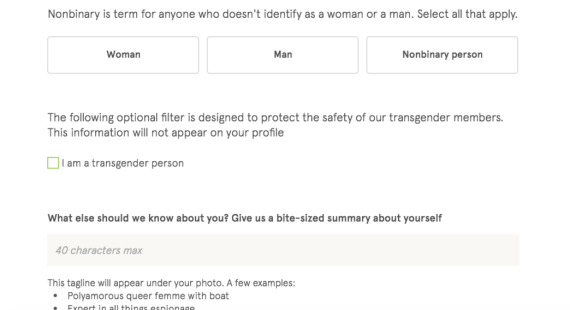 Nonbinary is term for anyone who doesn't identify as a woman or a man. Select all that apply.
Woman
Man
Nonbinary person
The following optional filter is designed to protect the safety of our transgender members.
This information will not appear on your profile
I am a transgender person
What else should we know about you? Give us a bite-sized summary about yourself
40 characters max
This tagline will appear under your photo. A few examples:
• Polyamorous queer femme with boat
• Expert in all things espionage